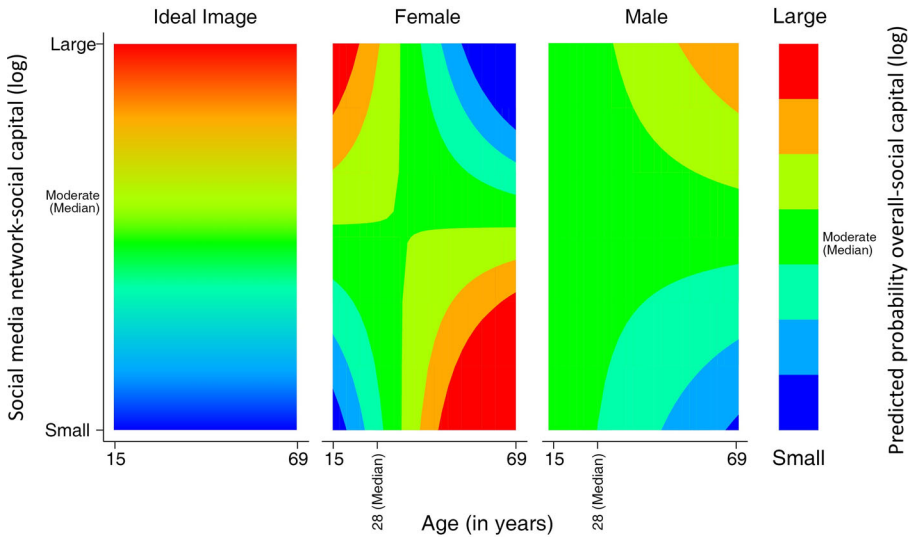 Ideal Image
Female
Male
Large
Social media network-social capital (log)
Large
Moderate
(Median)
Small
Moderate
(Median)
Predicted probability overall-social capital (log)
15
69
15
28 (Median)
69
15
28 (Median)
69
Small
Age (in years)